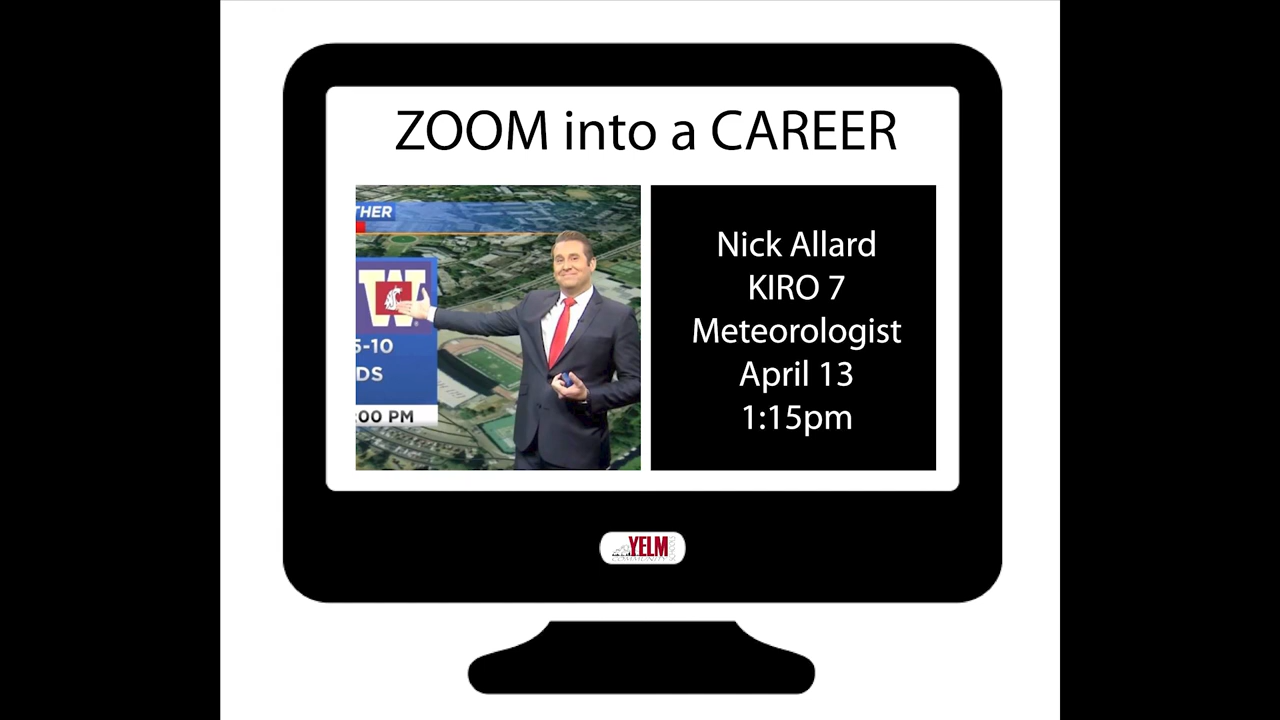 ZOOM into a CAREER
THER
W
5-10
DS
:00 PM
Nick Allard
KIRO 7
Meteorologist
April 13
1:15pm
YELM
COMMUNITY